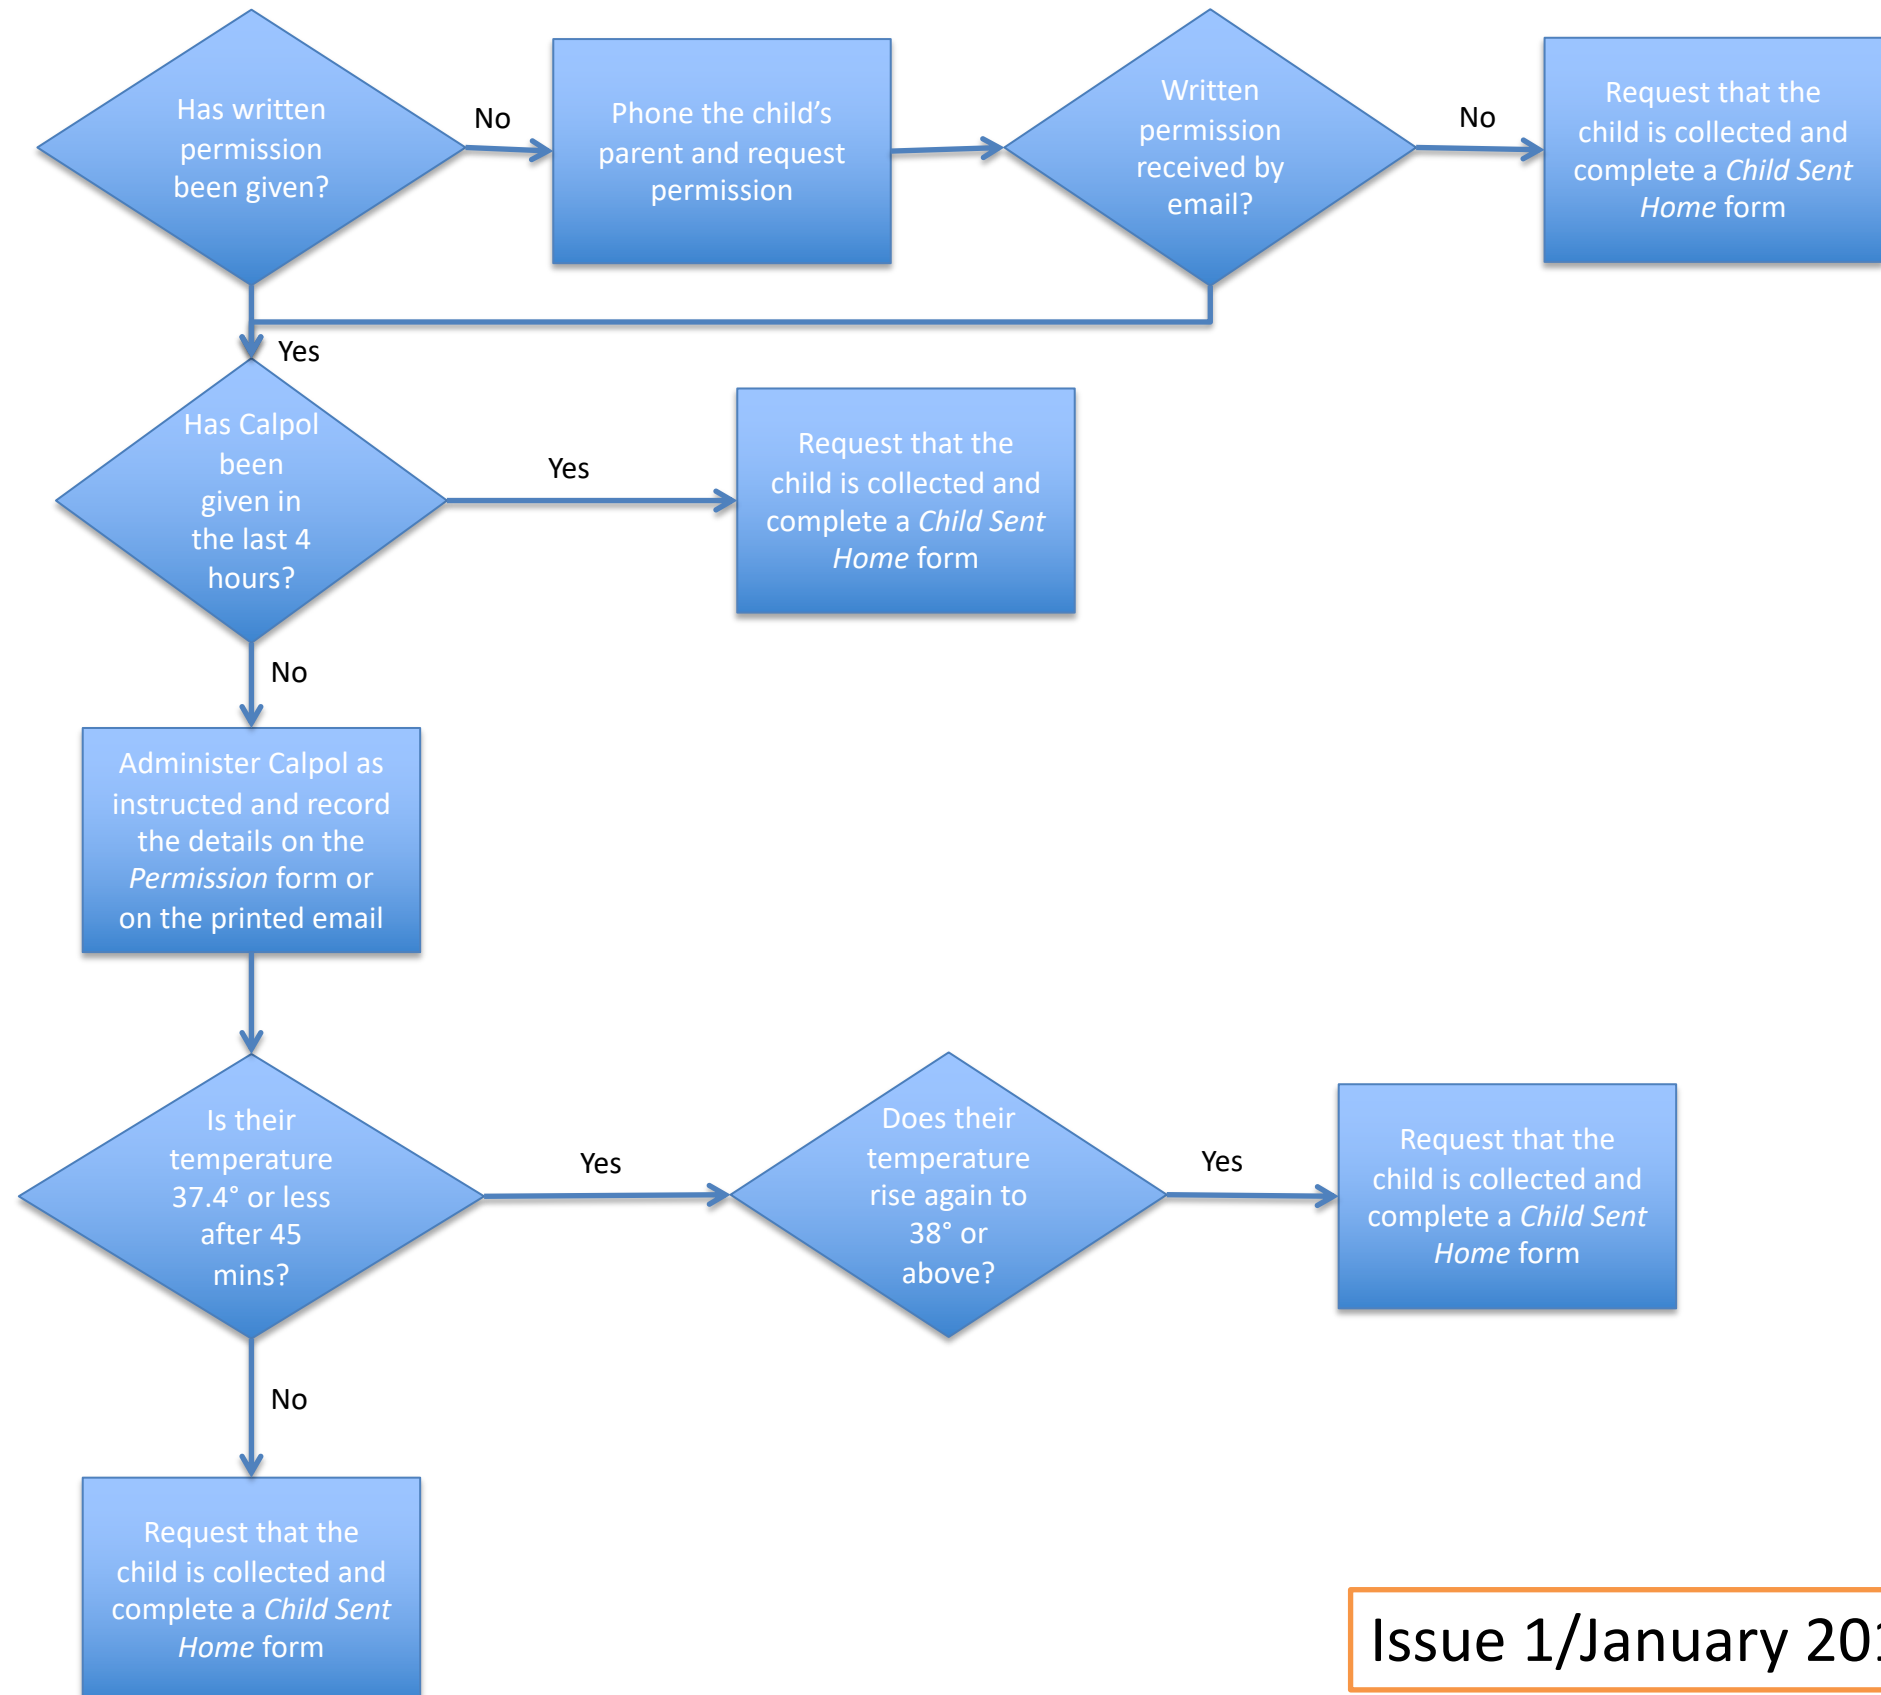 Has written
permission
been given?
No
Phone the child's
parent and request
permission
Written
permission
received by
email?
No
Request that the
child is collected and
complete a Child Sent
Home form
Yes
Has Calpol
been
given in
the last 4
hours?
Yes
Request that the
child is collected and
complete a Child Sent
Home form
No
Administer Calpol as
instructed and record
the details on the
Permission form or
on the printed email
Is their
temperature
37.4° or less
after 45
mins?
Yes
Does their
temperature
rise again to
38° or
above?
Yes
Request that the
child is collected and
complete a Child Sent
Home form
No
Request that the
child is collected and
complete a Child Sent
Home form
Issue 1/January